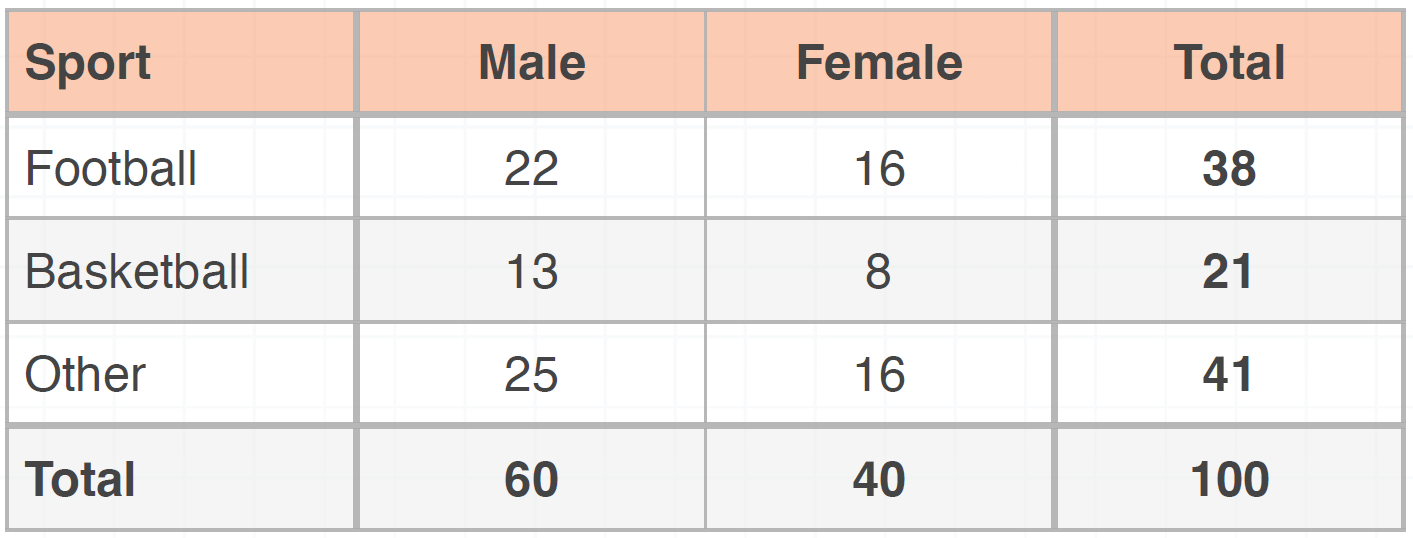 Sport Male Female Total
Football 22 16 38
Basketball 13 8 21
Other 25 16 41
Total 60 40 100